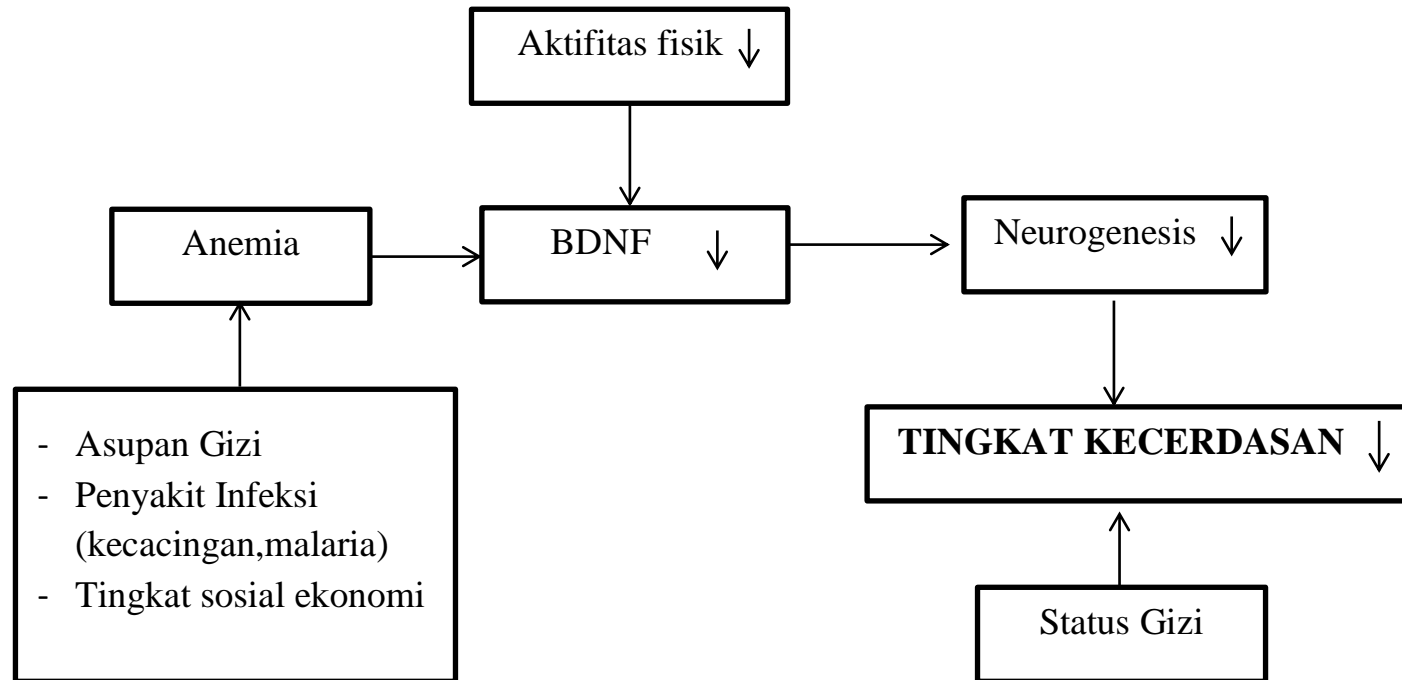 Aktifitas fisik ↓
Anemia
BDNF ↓
Neurogenesis ↓
- Asupan Gizi
- Penyakit Infeksi
(kecacingan,malaria)
- Tingkat sosial ekonomi
TINGKAT KECERDASAN ↓
Status Gizi